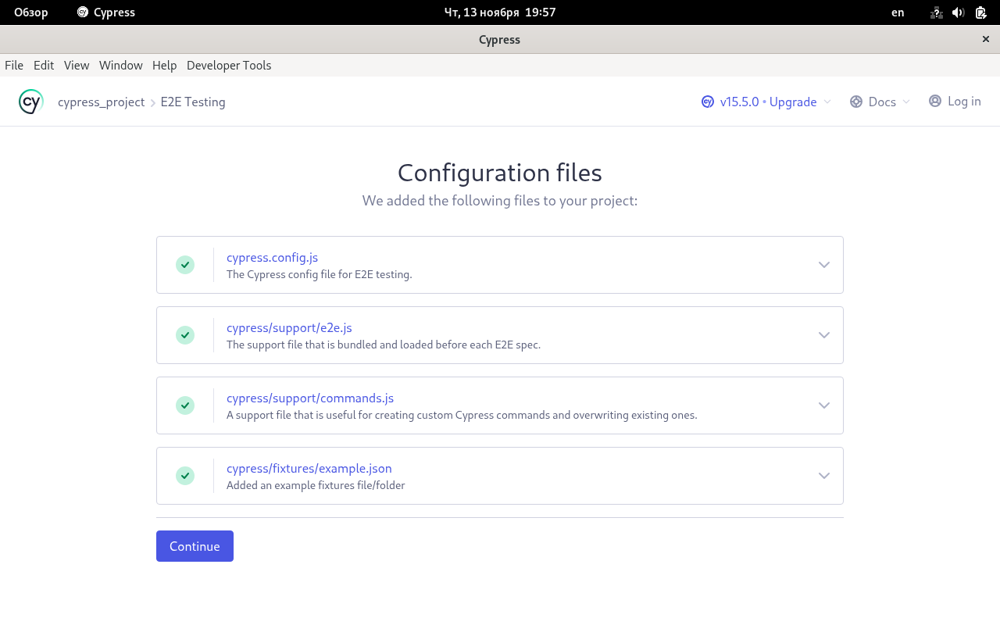 Обзор Cypress Чт, 13 ноября 19:57 en
Cypress
File Edit View Window Help Developer Tools
cy cypress_project E2E Testing v15.5.0 • Upgrade Docs Log in
Configuration files
We added the following files to your project:
cypress.config.js
The Cypress config file for E2E testing.
cypress/support/e2e.js
The support file that is bundled and loaded before each E2E spec.
cypress/support/commands.js
A support file that is useful for creating custom Cypress commands and overwriting existing ones.
cypress/fixtures/example.json
Added an example fixtures file/folder
Continue